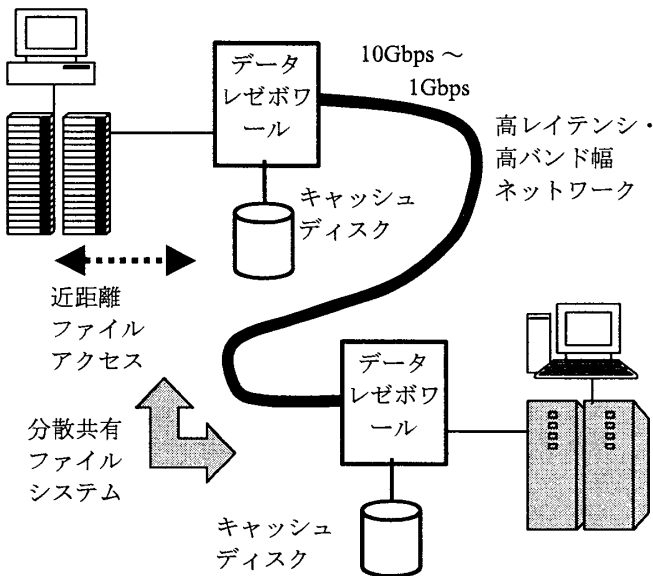 データ
レゼボワ
ール
10Gbps ～
1Gbps
高レイテンシ・
高バンド幅
ネットワーク
キャッシュ
ディスク
近距離
ファイル
アクセス
データ
レゼボワ
ール
分散共有
ファイル
システム
キャッシュ
ディスク